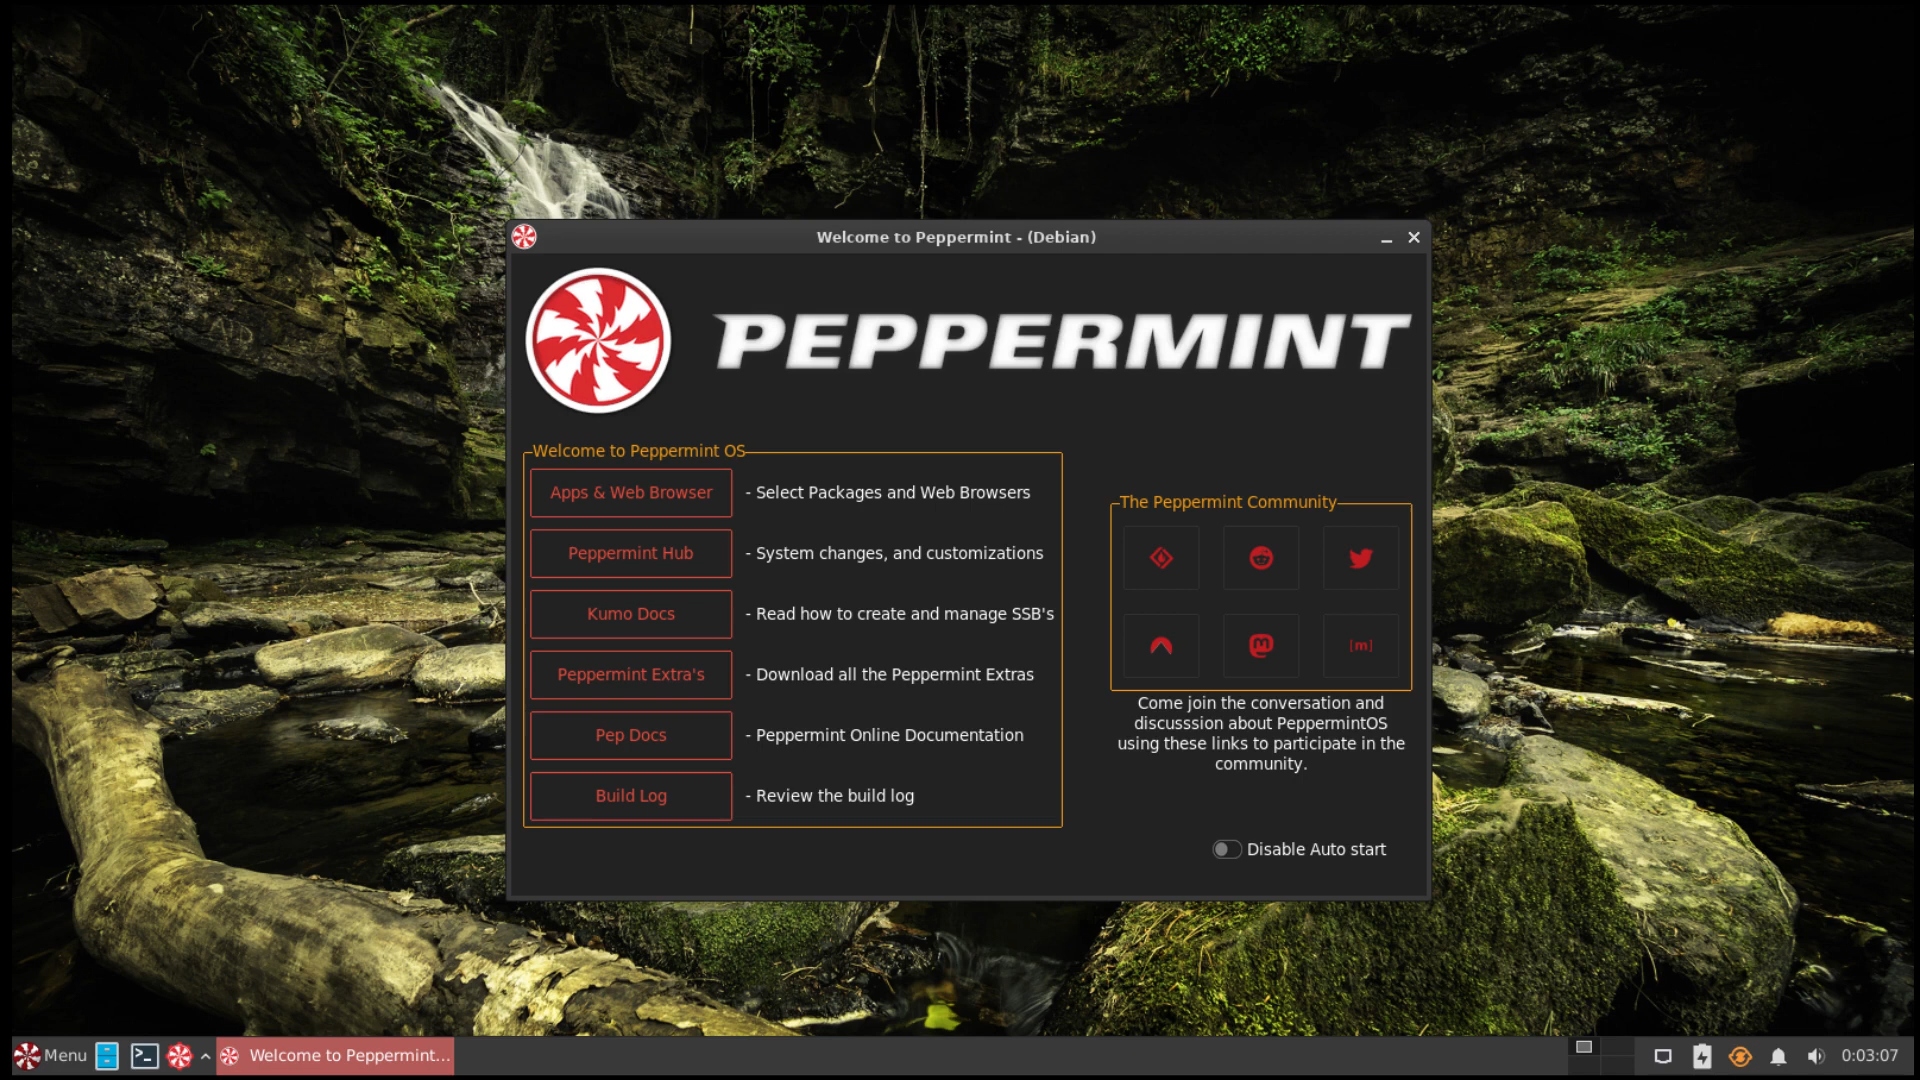 Welcome to Peppermint - (Debian)
PEPPERMINT
Welcome to Peppermint OS
Apps & Web Browser - Select Packages and Web Browsers
Peppermint Hub - System changes, and customizations
Kumo Docs - Read how to create and manage SSB's
Peppermint Extra's - Download all the Peppermint Extras
Pep Docs - Peppermint Online Documentation
Build Log - Review the build log
The Peppermint Community
[m]
Come join the conversation and
discusssion about PeppermintOS
using these links to participate in the
community.
Disable Auto start
Menu Welcome to Peppermint... 0:03:07